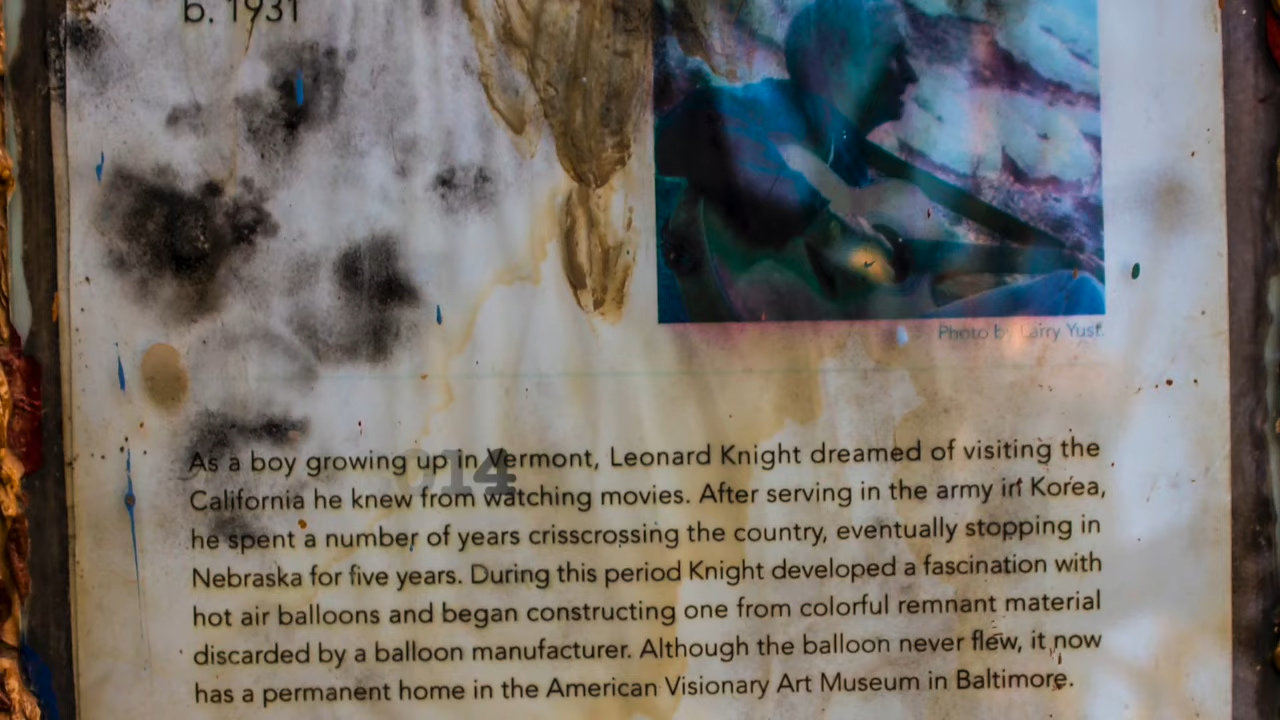 b. 1931
Photo by Larry Yust.
014
As a boy growing up in Vermont, Leonard Knight dreamed of visiting the
California he knew from watching movies. After serving in the army in Korea,
he spent a number of years crisscrossing the country, eventually stopping in
Nebraska for five years. During this period Knight developed a fascination with
hot air balloons and began constructing one from colorful remnant material
discarded by a balloon manufacturer. Although the balloon never flew, it now
has a permanent home in the American Visionary Art Museum in Baltimore.